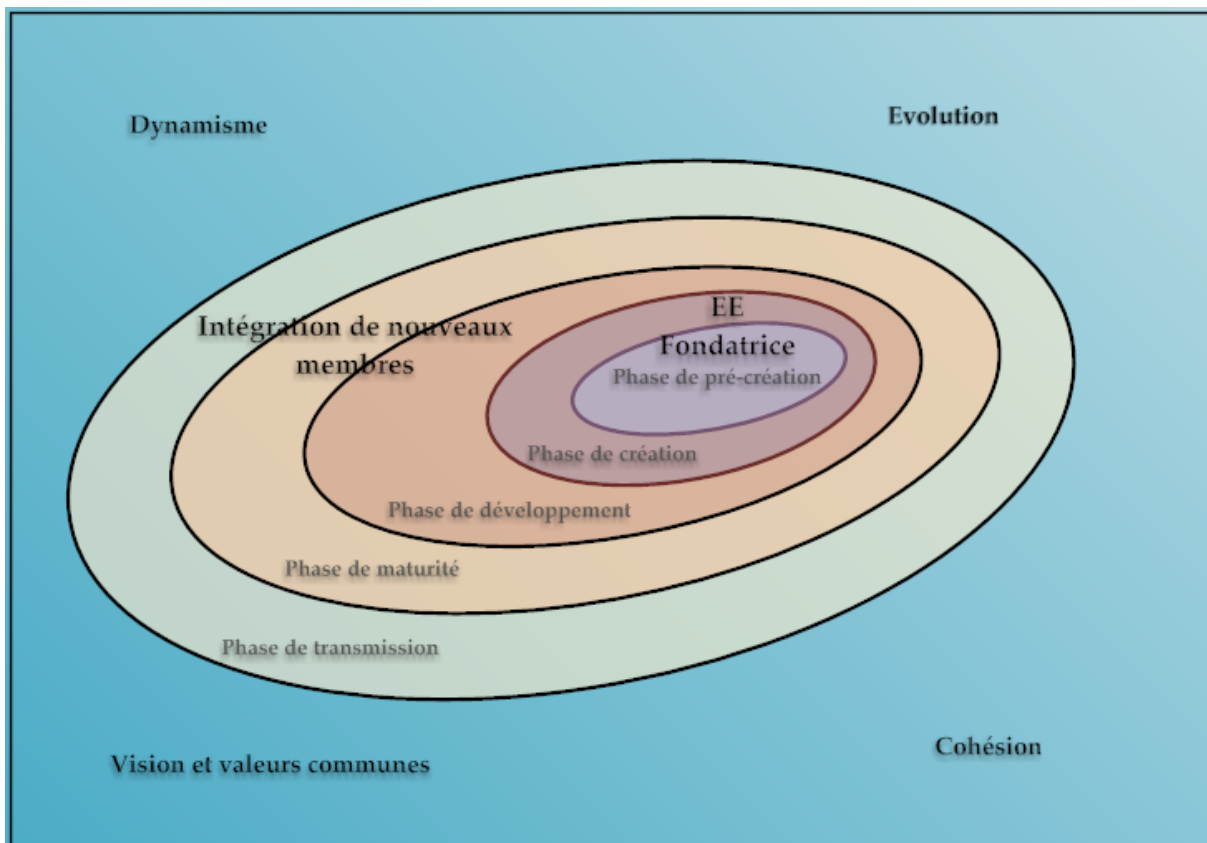 Dynamisme
Evolution
EE
Fondatrice
Intégration de nouveaux
membres
Phase de pré-création
Phase de création
Phase de développement
Phase de maturité
Phase de transmission
Vision et valeurs communes
Cohésion